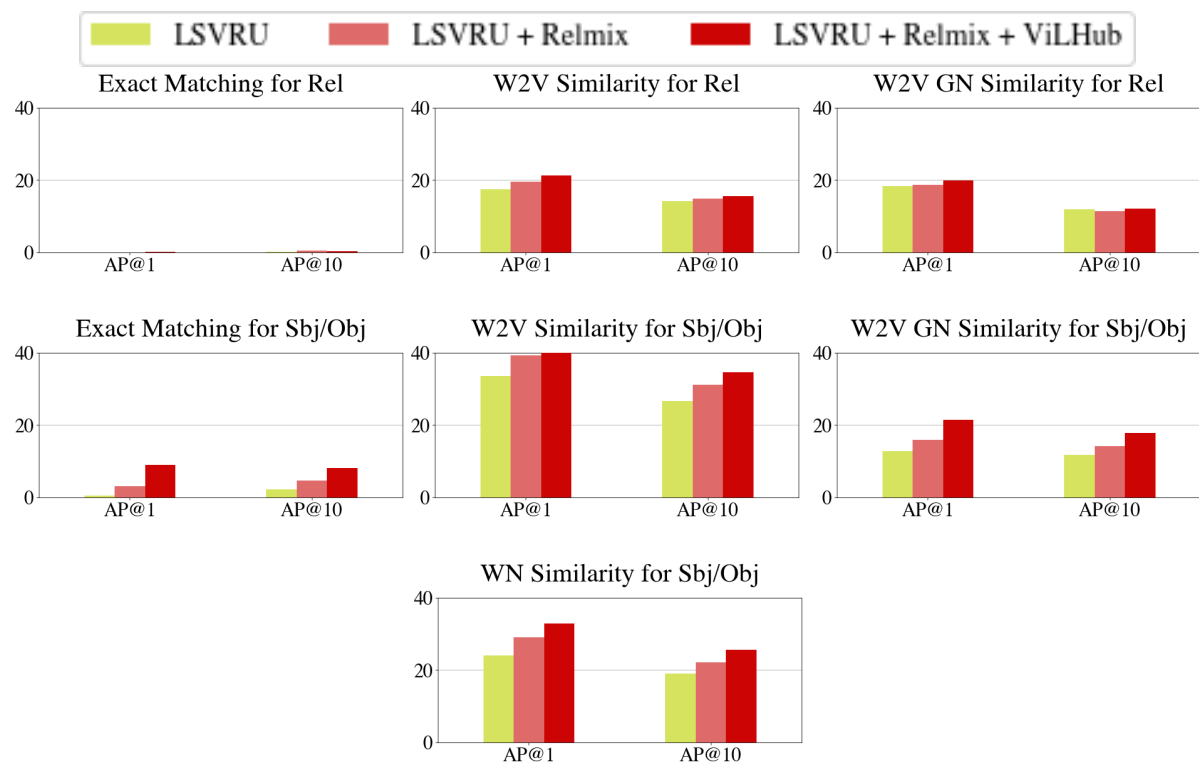 LSVRU LSVRU + Relmix LSVRU + Relmix + ViLHub
Exact Matching for Rel
40
20
0
AP@1 AP@10
W2V Similarity for Rel
40
20
0
AP@1 AP@10
W2V GN Similarity for Rel
40
20
0
AP@1 AP@10
Exact Matching for Sbj/Obj
40
20
0
AP@1 AP@10
W2V Similarity for Sbj/Obj
40
20
0
AP@1 AP@10
W2V GN Similarity for Sbj/Obj
40
20
0
AP@1 AP@10
WN Similarity for Sbj/Obj
40
20
0
AP@1 AP@10